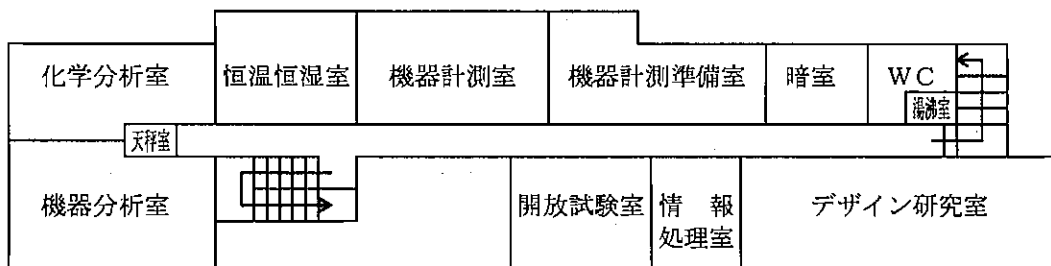 化学分析室
恒温恒湿室
機器計測室
機器計測準備室
暗室
WC
湯沸室
天秤室
機器分析室
開放試験室
情報
処理室
デザイン研究室